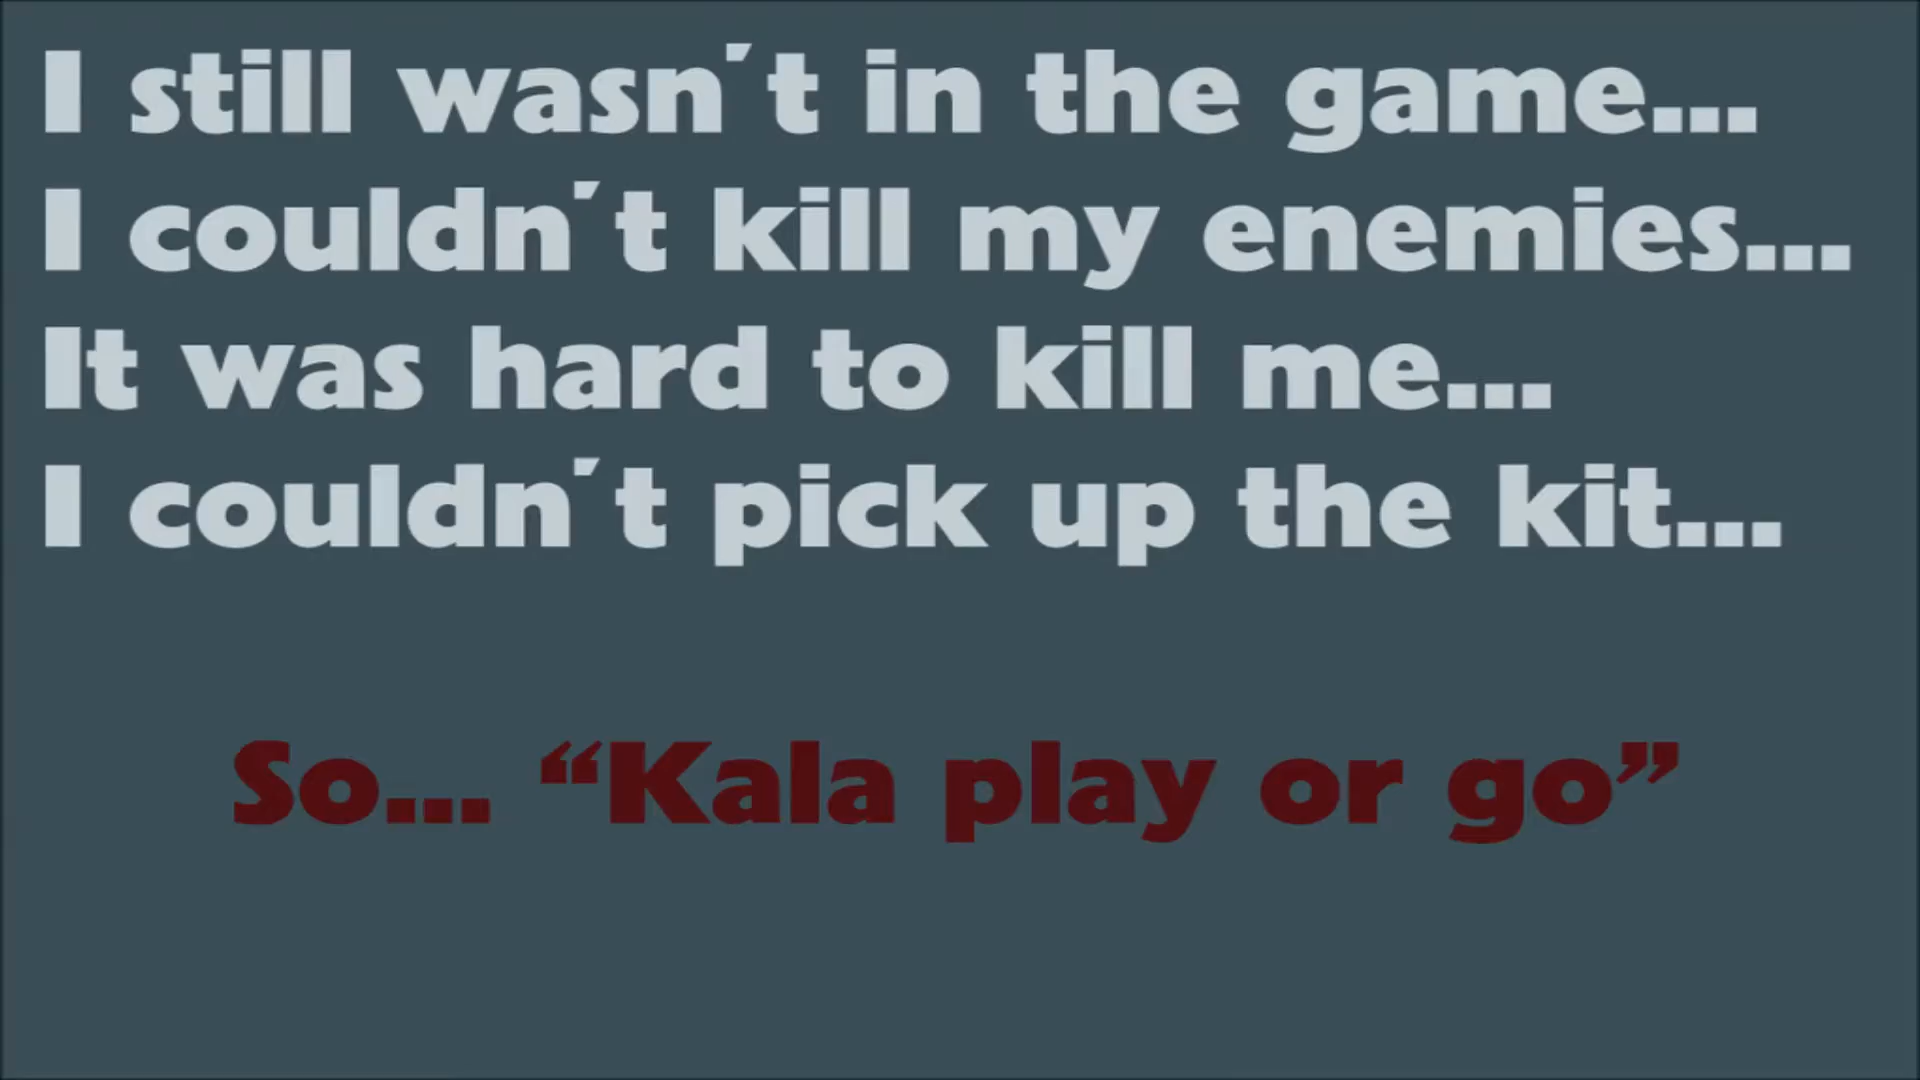 I still wasn´t in the game...
I couldn´t kill my enemies...
It was hard to kill me...
I couldn´t pick up the kit...
So... “Kala play or go”